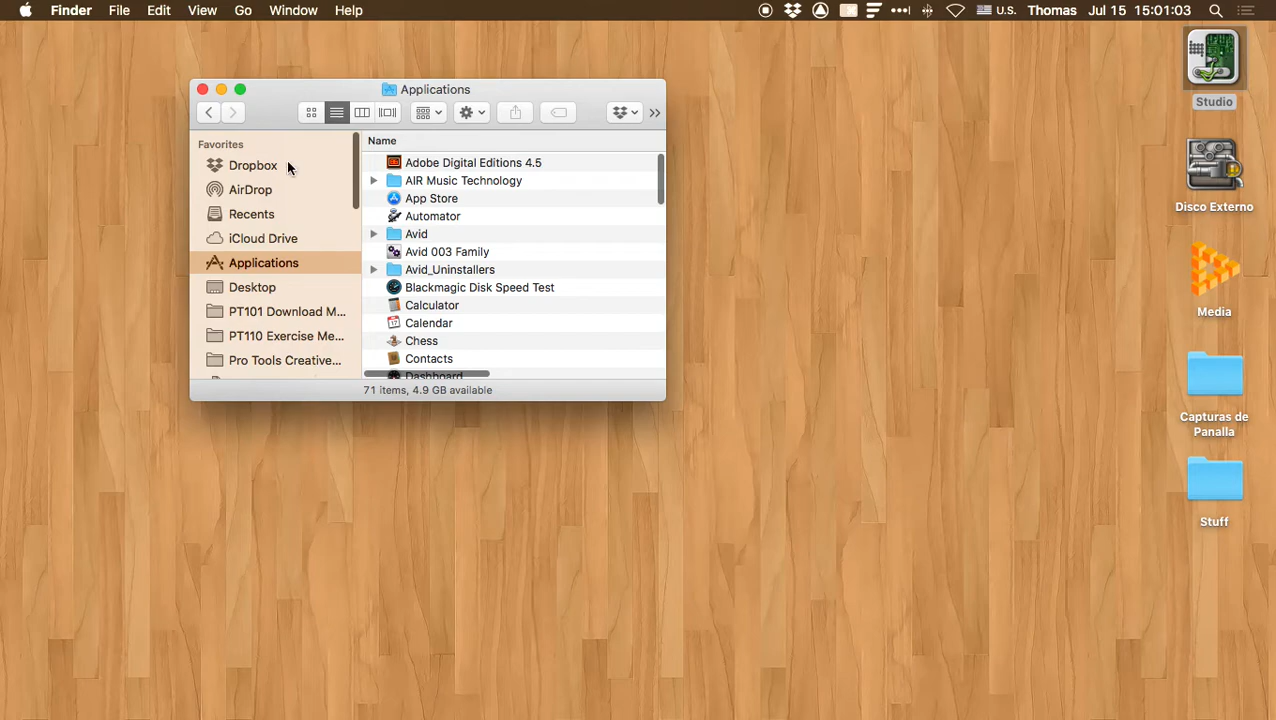 Finder File Edit View Go Window Help U.S. Thomas Jul 15 15:01:03
Studio
Disco Externo
Media
Capturas de
Panalla
Stuff
Applications
Favorites
Dropbox
AirDrop
Recents
iCloud Drive
Applications
Desktop
PT101 Download M...
PT110 Exercise Me...
Pro Tools Creative...
Name
Adobe Digital Editions 4.5
AIR Music Technology
App Store
Automator
Avid
Avid 003 Family
Avid_Uninstallers
Blackmagic Disk Speed Test
Calculator
Calendar
Chess
Contacts
Dashboard
71 items, 4.9 GB available